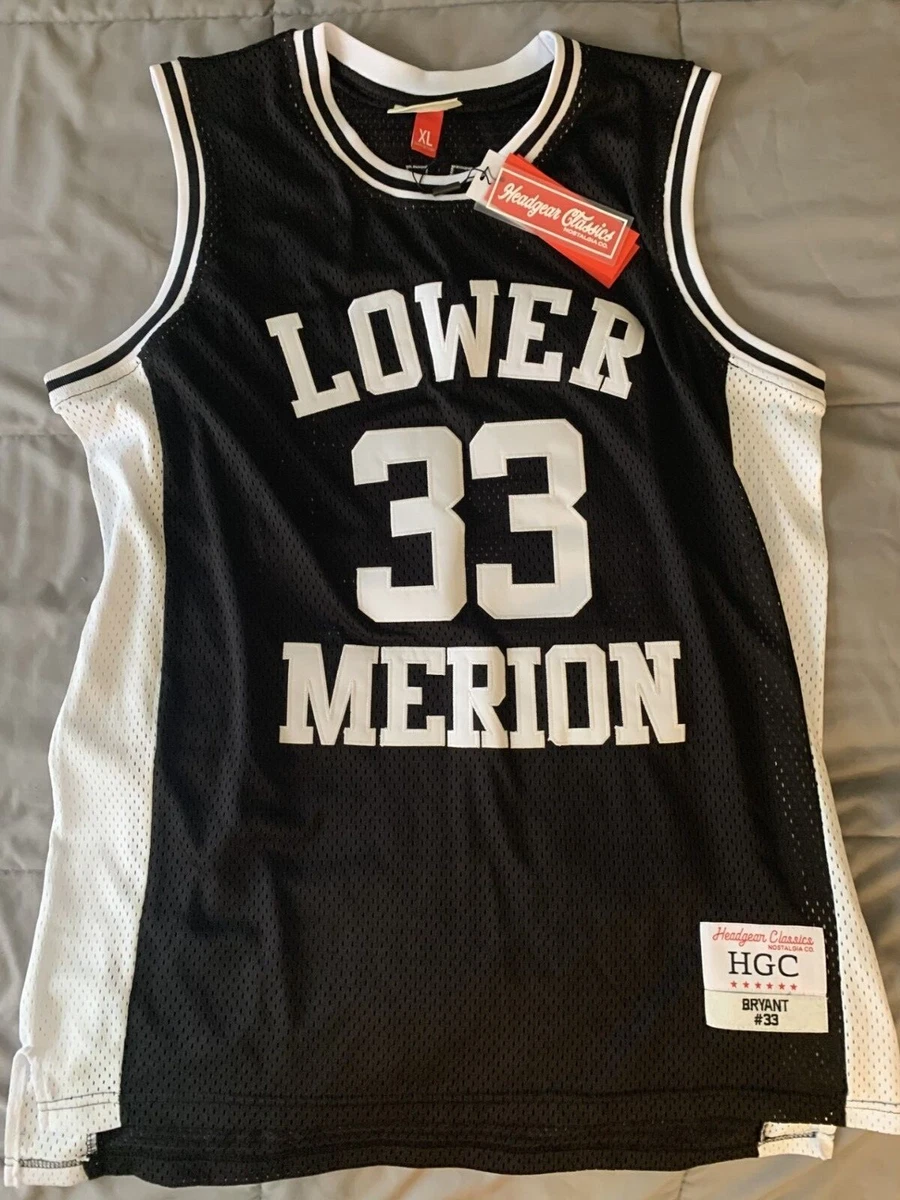 XL
Headgear Classics
NOSTALGIA CO.
LOWER
33
MERION
Headgear Classics
NOSTALGIA CO.
HGC
BRYANT
#33